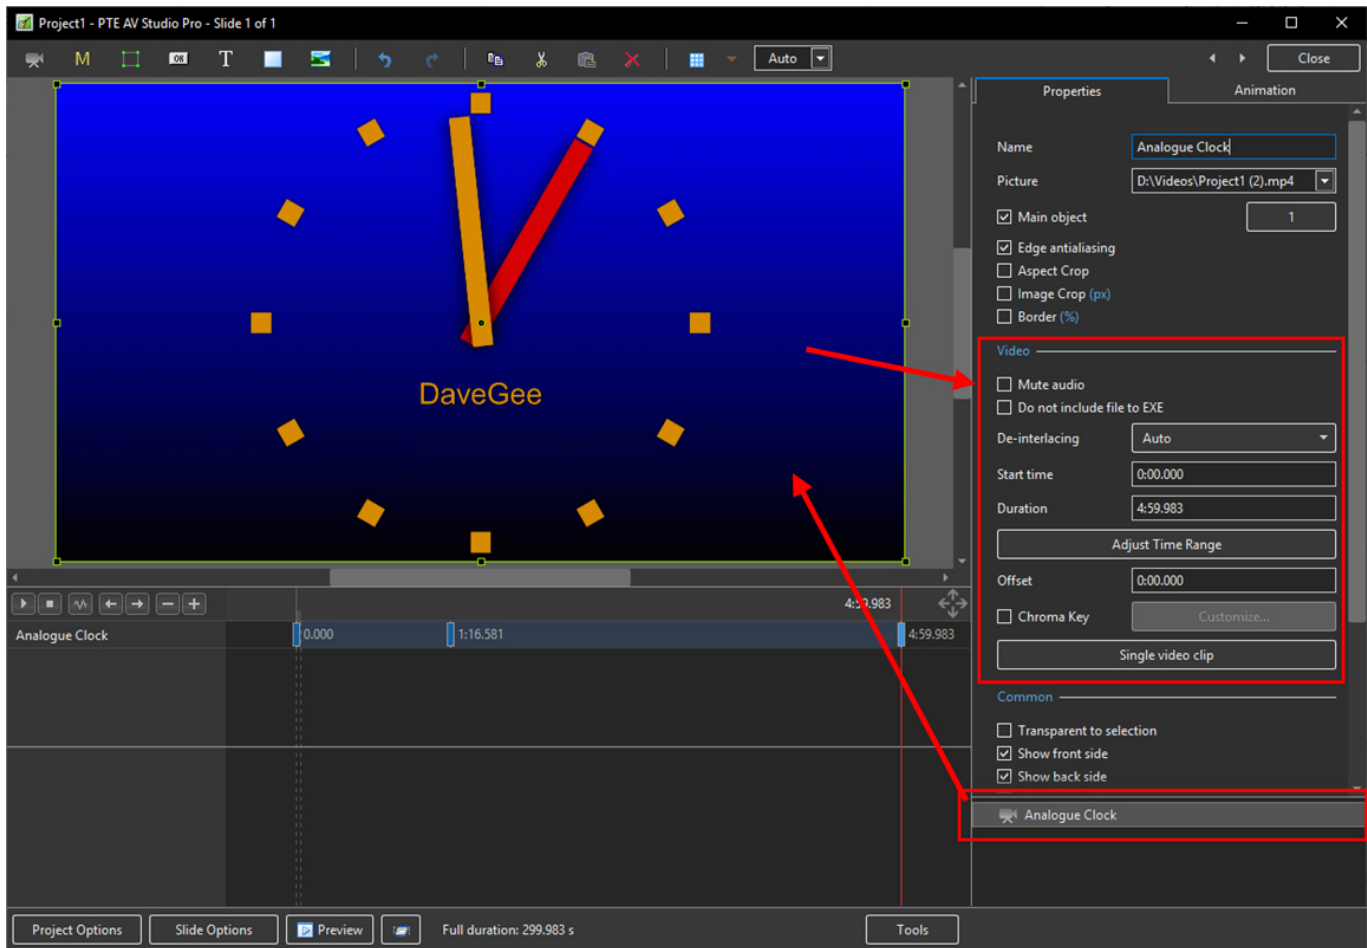 Project1 - PTE AV Studio Pro - Slide 1 of 1
M OK T Auto Close
Properties Animation
Name Analogue Clock
Picture D:\Videos\Project1 (2).mp4
Main object 1
Edge antialiasing
Aspect Crop
Image Crop (px)
Border (%)
DaveGee
Video
Mute audio
Do not include file to EXE
De-interlacing Auto
Start time 0:00.000
Duration 4:59.983
Adjust Time Range
Offset 0:00.000
Chroma Key Customize...
Single video clip
4:59.983
Analogue Clock 0.000 1:16.581 4:59.983
Common
Transparent to selection
Show front side
Show back side
Analogue Clock
Project Options Slide Options Preview Full duration: 299.983 s Tools